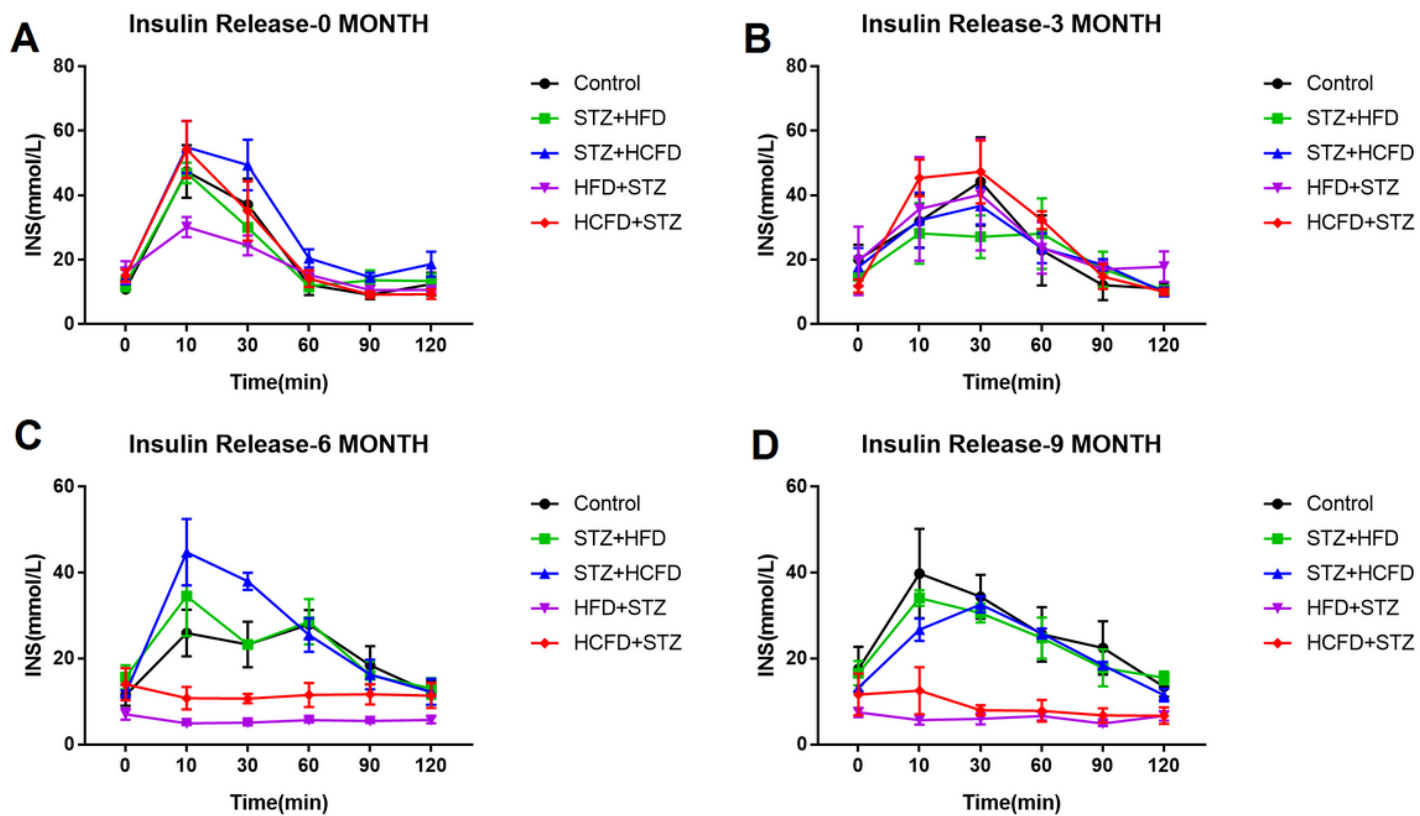 A
Insulin Release-0 MONTH
INS(mmol/L)
80
60
40
20
0
0 10 30 60 90 120
Time(min)
Control
STZ+HFD
STZ+HCFD
HFD+STZ
HCFD+STZ
B
Insulin Release-3 MONTH
INS(mmol/L)
80
60
40
20
0
0 10 30 60 90 120
Time(min)
Control
STZ+HFD
STZ+HCFD
HFD+STZ
HCFD+STZ
C
Insulin Release-6 MONTH
INS(mmol/L)
60
40
20
0
0 10 30 60 90 120
Time(min)
Control
STZ+HFD
STZ+HCFD
HFD+STZ
HCFD+STZ
D
Insulin Release-9 MONTH
INS(mmol/L)
60
40
20
0
0 10 30 60 90 120
Time(min)
Control
STZ+HFD
STZ+HCFD
HFD+STZ
HCFD+STZ